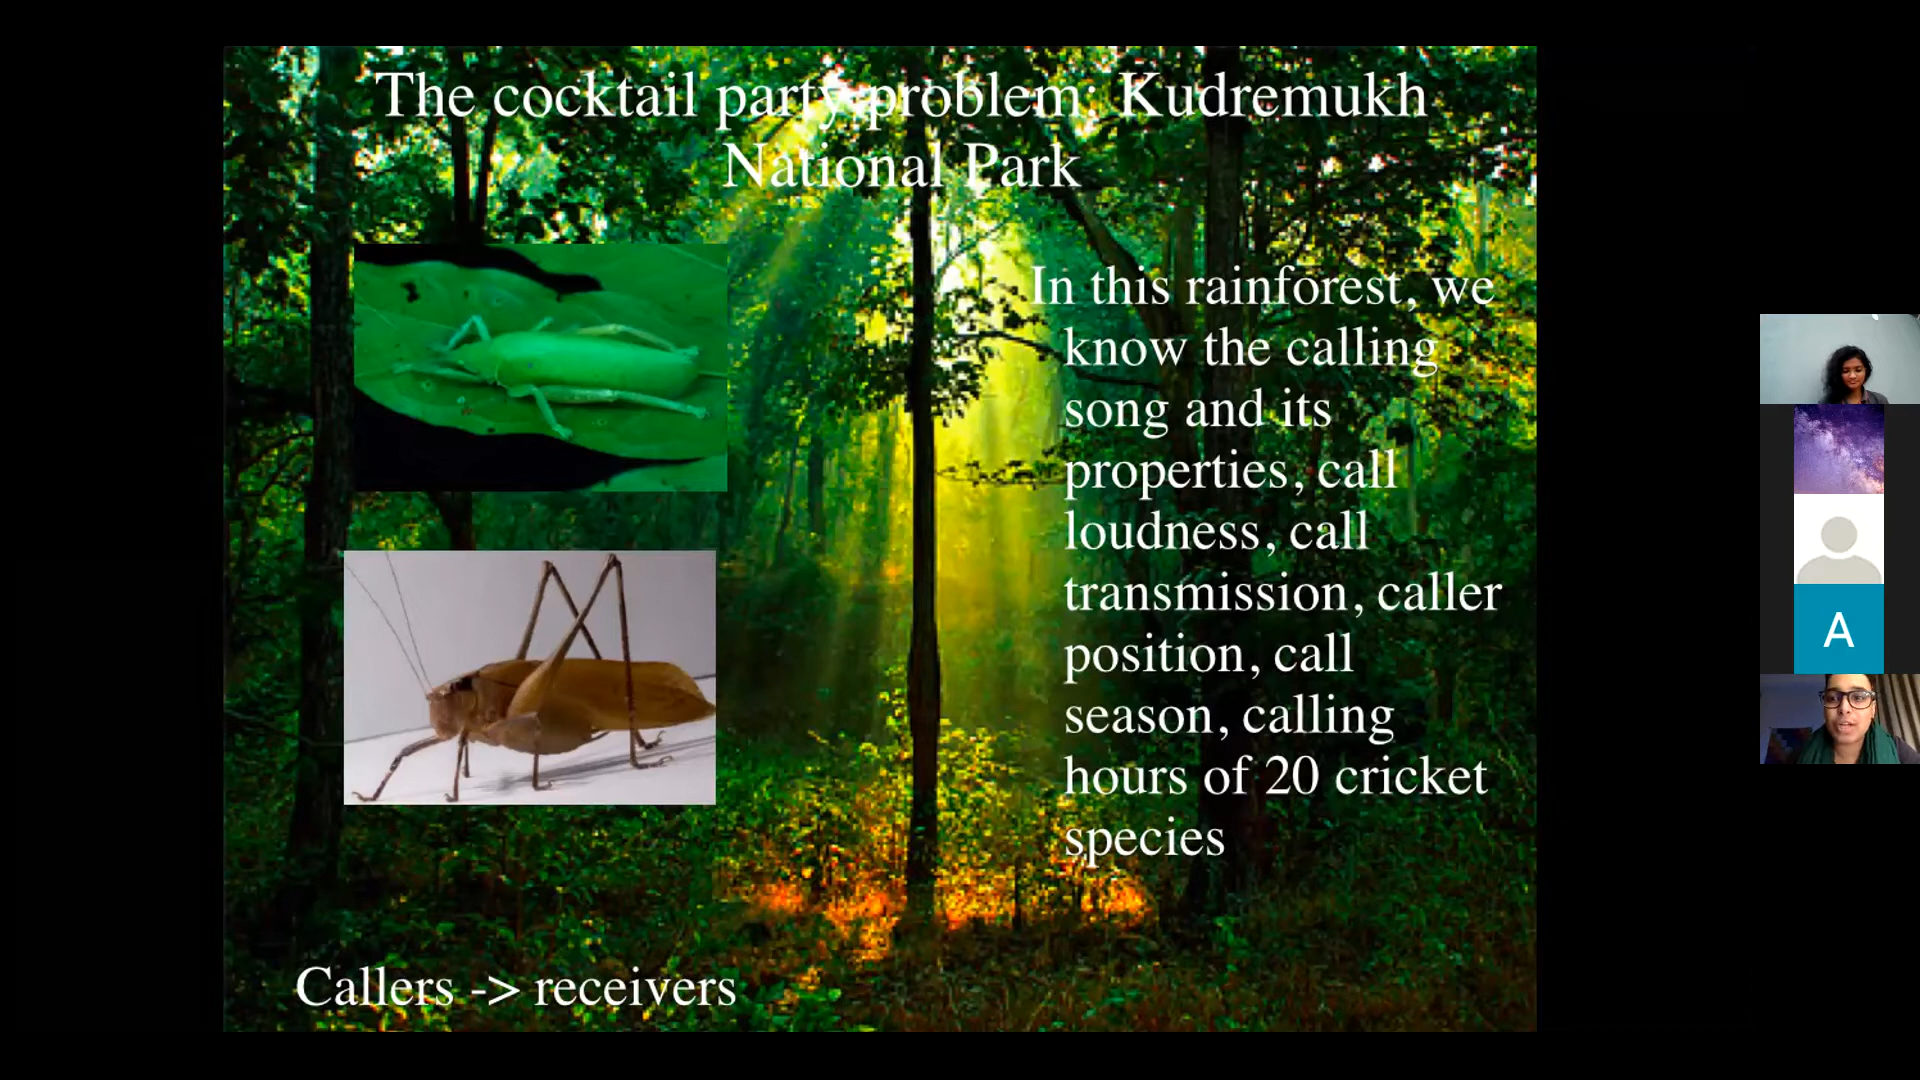 The cocktail party problem: Kudremukh
National Park
In this rainforest, we
know the calling
song and its
properties, call
loudness, call
transmission, caller
position, call
season, calling
hours of 20 cricket
species
Callers -> receivers
A